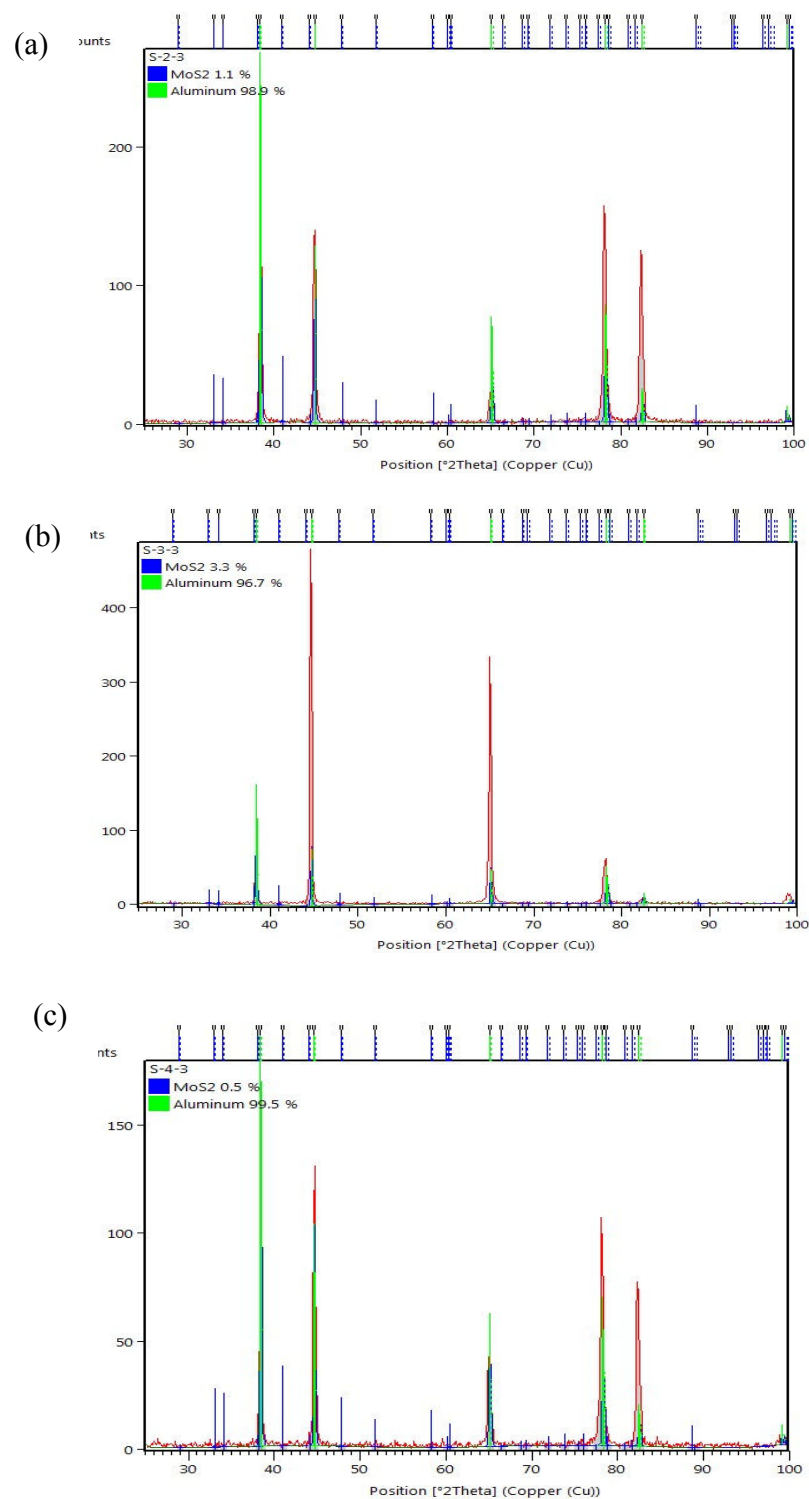 (a)
ounts
S-2-3
MoS2 1.1 %
Aluminum 98.9 %
200
100
0
30 40 50 60 70 80 90 100
Position [°2Theta] (Copper (Cu))
(b)
nts
S-3-3
MoS2 3.3 %
Aluminum 96.7 %
400
300
200
100
0
30 40 50 60 70 80 90 100
Position [°2Theta] (Copper (Cu))
(c)
nts
S-4-3
MoS2 0.5 %
Aluminum 99.5 %
150
100
50
0
30 40 50 60 70 80 90 100
Position [°2Theta] (Copper (Cu))